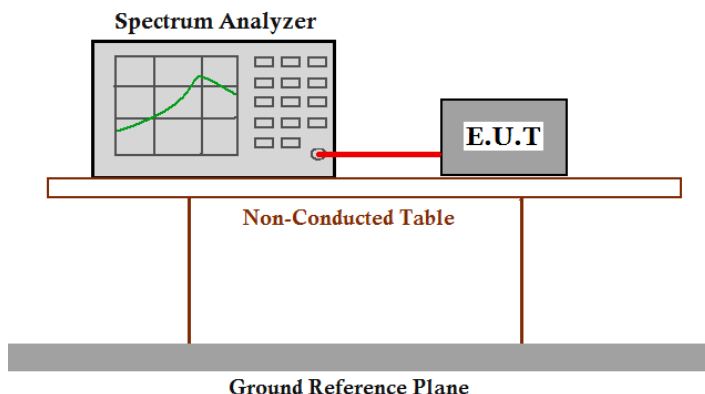 Spectrum Analyzer
E.U.T
Non-Conducted Table
Ground Reference Plane